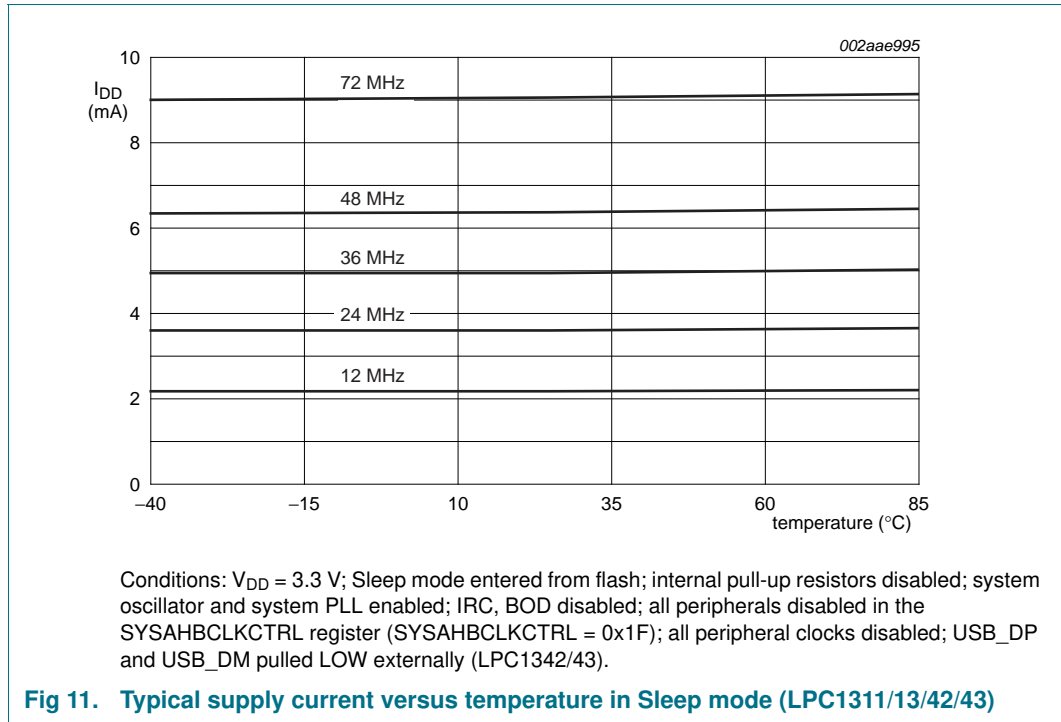 002aae995
10
I_DD
(mA)
8
6
4
2
0
72 MHz
48 MHz
36 MHz
24 MHz
12 MHz
−40
−15
10
35
60
85
temperature (°C)
Conditions: V_DD = 3.3 V; Sleep mode entered from flash; internal pull-up resistors disabled; system
oscillator and system PLL enabled; IRC, BOD disabled; all peripherals disabled in the
SYSAHBCLKCTRL register (SYSAHBCLKCTRL = 0x1F); all peripheral clocks disabled; USB_DP
and USB_DM pulled LOW externally (LPC1342/43).
Fig 11. Typical supply current versus temperature in Sleep mode (LPC1311/13/42/43)